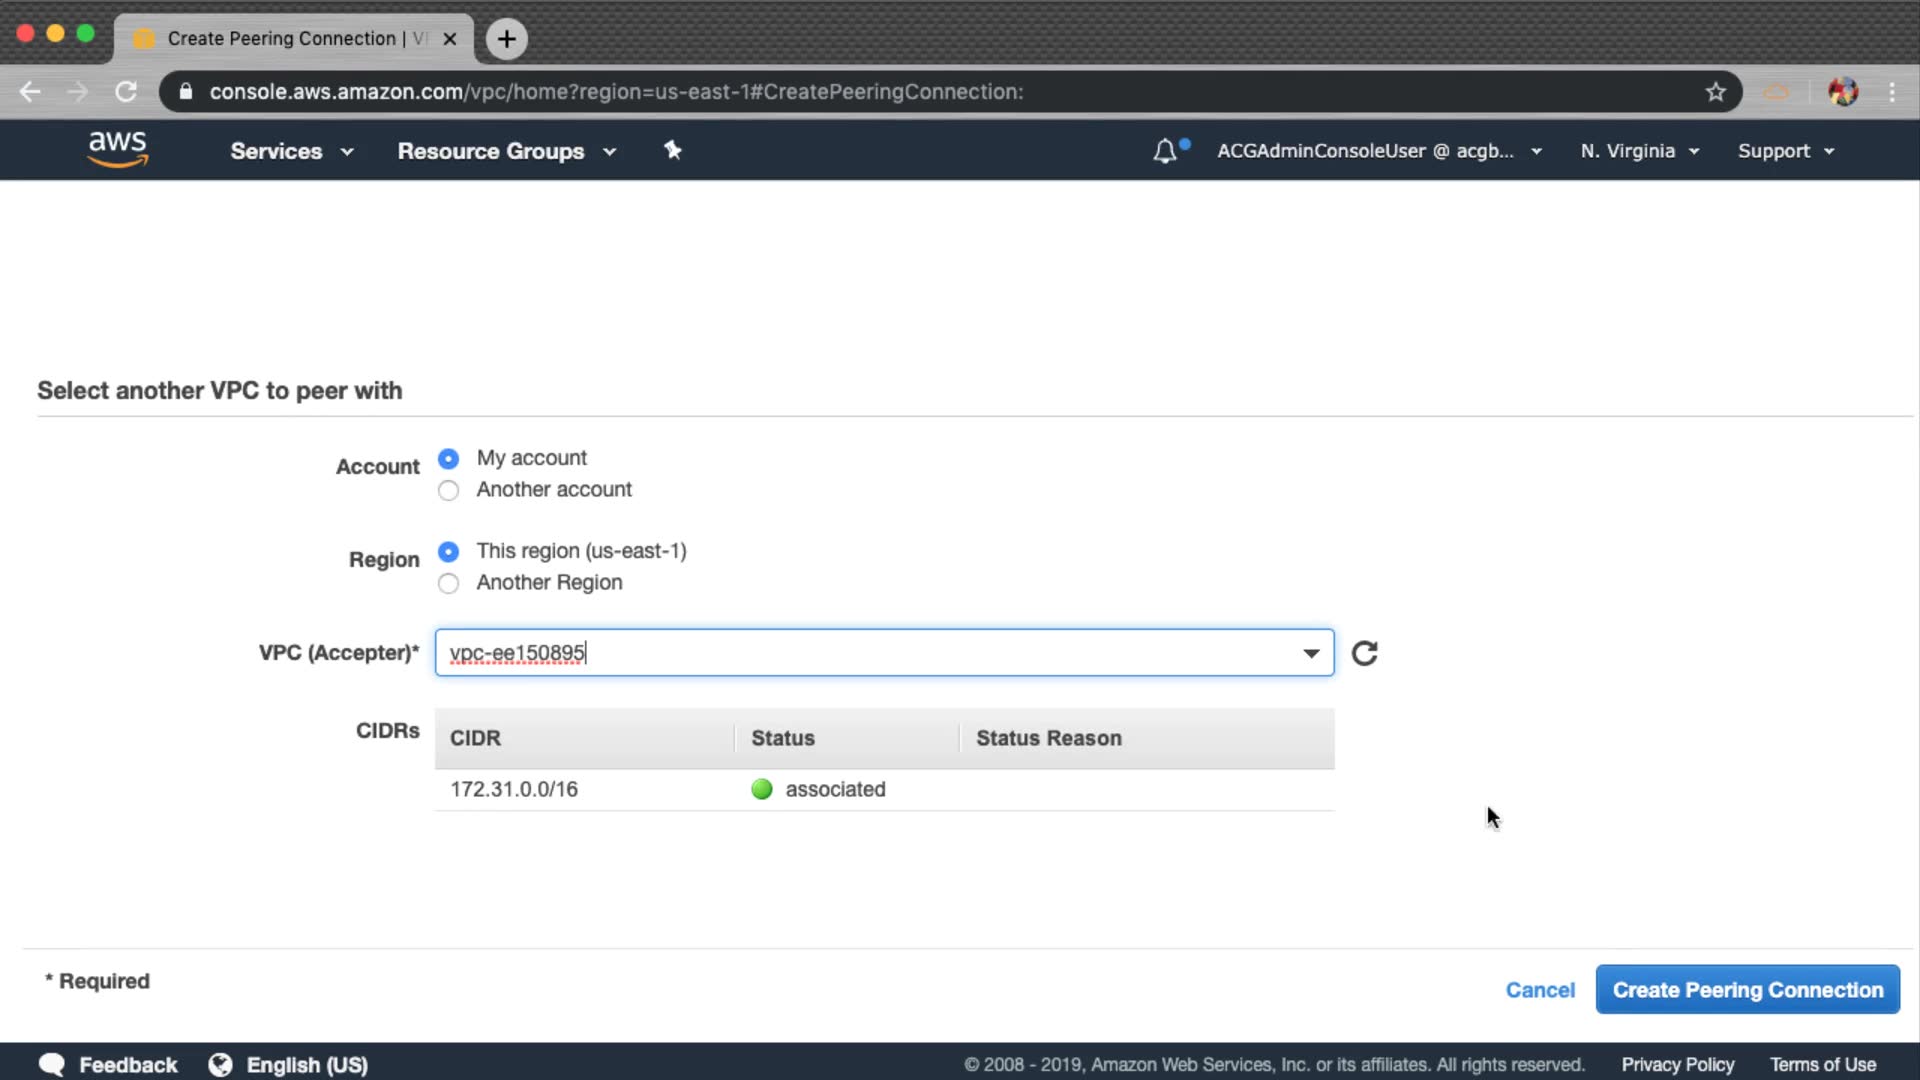 Create Peering Connection | VP
console.aws.amazon.com/vpc/home?region=us-east-1#CreatePeeringConnection:
aws Services Resource Groups ACGAdminConsoleUser @ acgb... N. Virginia Support
Select another VPC to peer with
Account My account
Another account
Region This region (us-east-1)
Another Region
VPC (Accepter)* vpc-ee150895
CIDRs CIDR Status Status Reason
172.31.0.0/16 associated
* Required
Cancel Create Peering Connection
Feedback English (US) © 2008 - 2019, Amazon Web Services, Inc. or its affiliates. All rights reserved. Privacy Policy Terms of Use